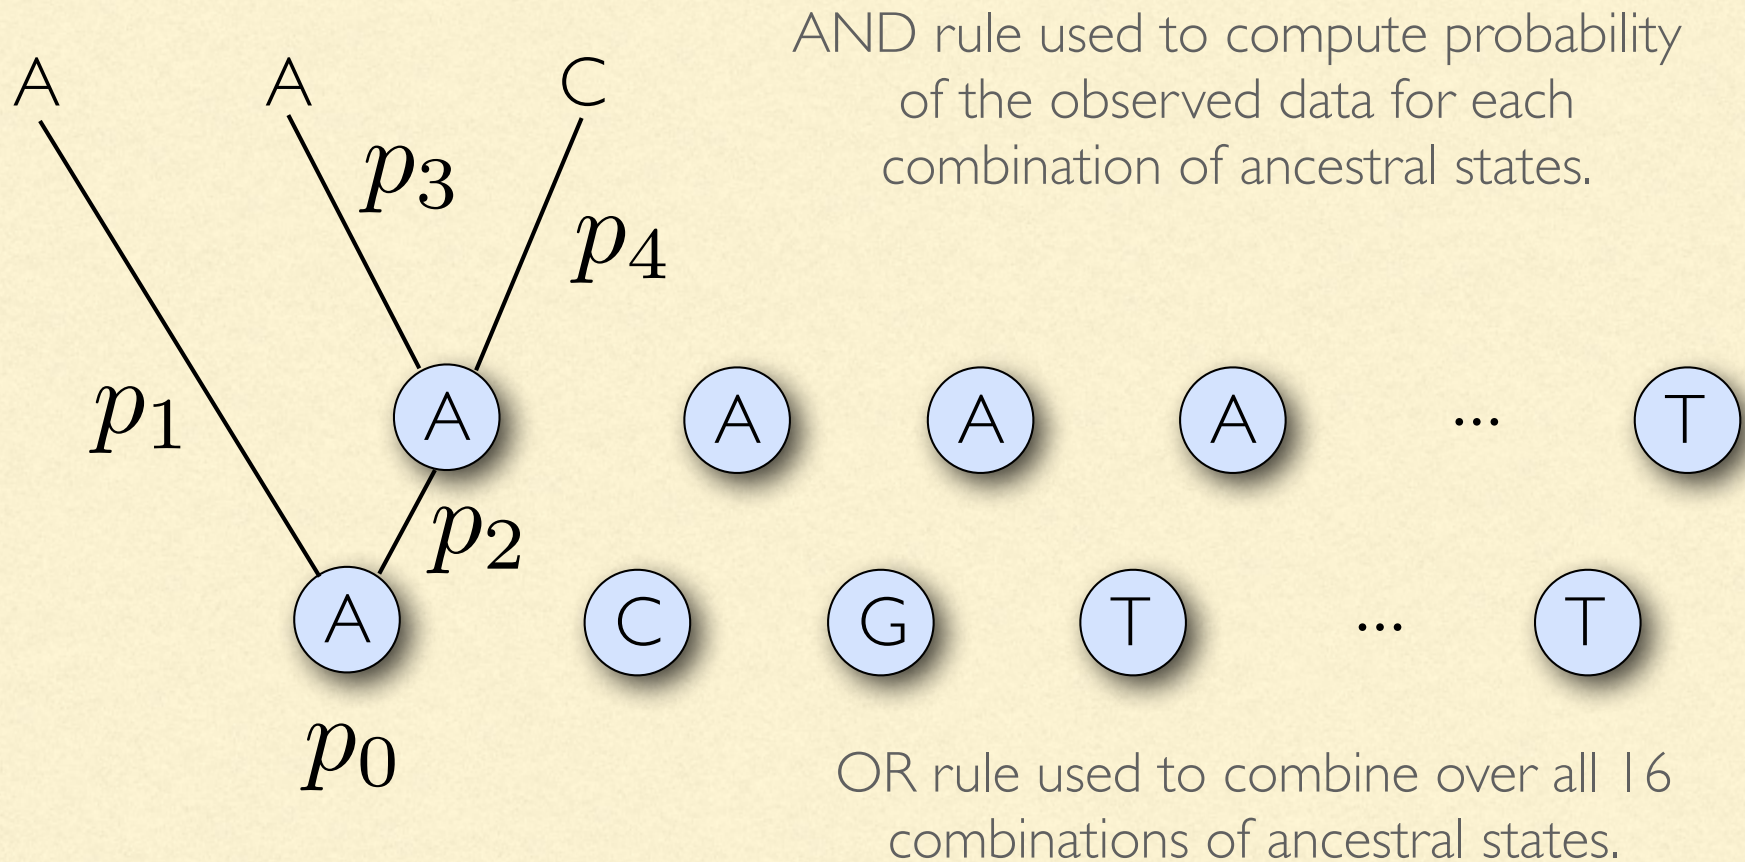 AND rule used to compute probability
of the observed data for each
combination of ancestral states.
A A C
p3
p4
p1
A A A A ... T
p2
A C G T ... T
p0
OR rule used to combine over all 16
combinations of ancestral states.